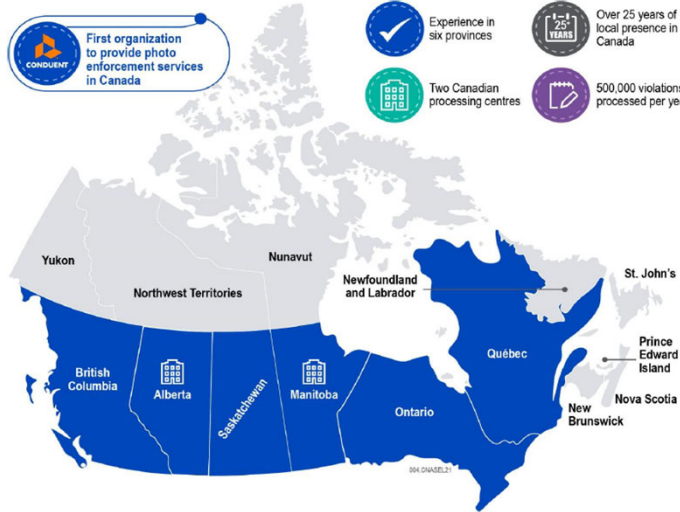 CONDUENT
First organization
to provide photo
enforcement services
in Canada
Experience in
six provinces
25+
YEARS
Over 25 years of
local presence in
Canada
Two Canadian
processing centres
500,000 violations
processed per
Yukon
Northwest Territories
Nunavut
Newfoundland
and Labrador
St. John's
Prince
Edward
Island
Nova Scotia
New
Brunswick
Québec
British
Columbia
Alberta
Saskatchewan
Manitoba
Ontario